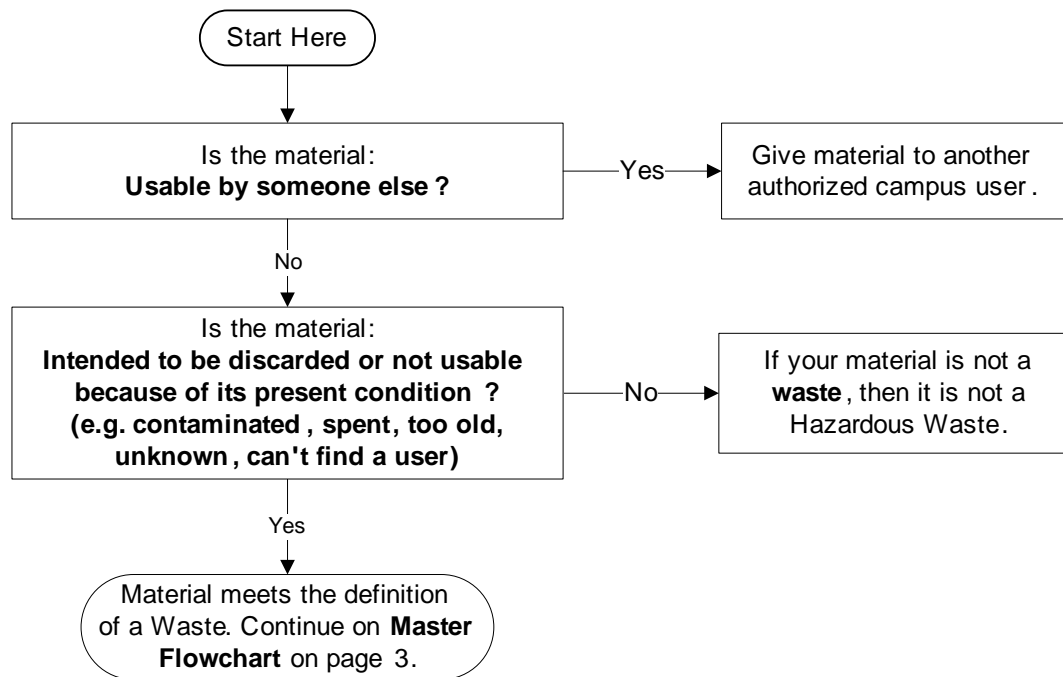 Start Here
Is the material:
Usable by someone else ?
Yes
Give material to another
authorized campus user .
No
Is the material:
Intended to be discarded or not usable
because of its present condition ?
(e.g. contaminated , spent, too old,
unknown , can't find a user)
No
If your material is not a
waste , then it is not a
Hazardous Waste.
Yes
Material meets the definition
of a Waste. Continue on Master
Flowchart on page 3.